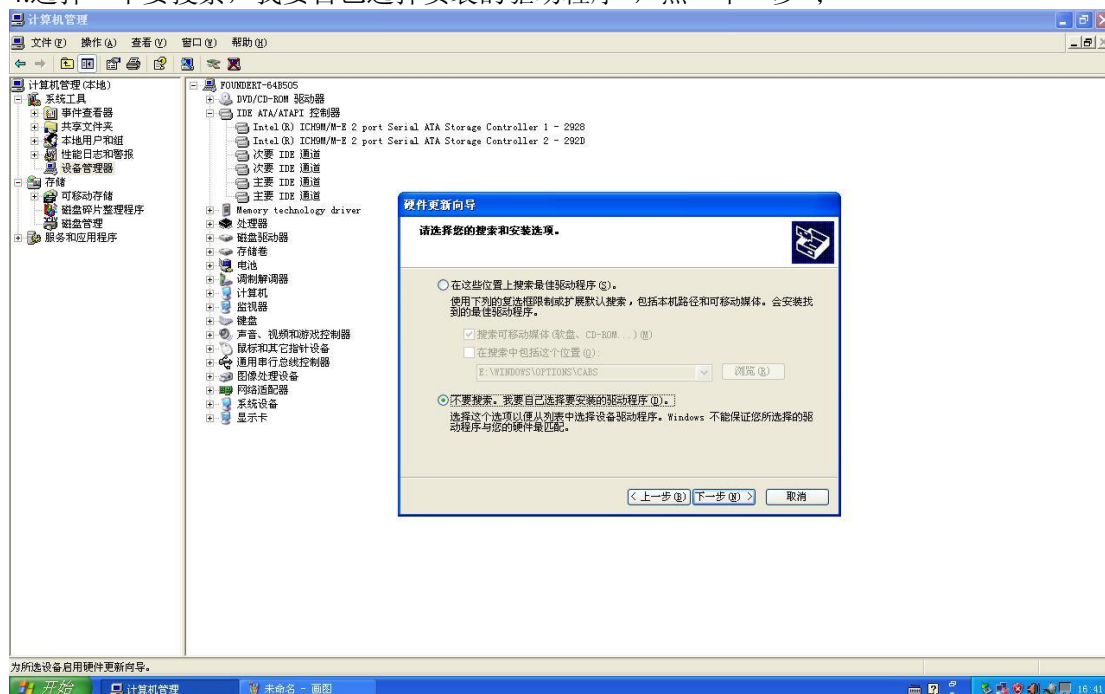 计算机管理
文件(F) 操作(A) 查看(V) 窗口(W) 帮助(H)
计算机管理(本地)
系统工具
事件查看器
共享文件夹
本地用户和组
性能日志和警报
设备管理器
存储
可移动存储
磁盘碎片整理程序
磁盘管理
服务和应用程序
FOUNDERT-64B505
DVD/CD-ROM 驱动器
IDE ATA/ATAPI 控制器
Intel(R) ICH9M/M-E 2 port Serial ATA Storage Controller 1 - 2928
Intel(R) ICH9M/M-E 2 port Serial ATA Storage Controller 2 - 292D
次要 IDE 通道
次要 IDE 通道
主要 IDE 通道
主要 IDE 通道
Memory technology driver
处理器
磁盘驱动器
存储卷
电池
调制解调器
计算机
监视器
键盘
声音、视频和游戏控制器
鼠标和其它指针设备
通用串行总线控制器
图像处理设备
网络适配器
系统设备
显示卡
硬件更新向导
请选择您的搜索和安装选项。
在这些位置上搜索最佳驱动程序(S)。
使用下列的复选框限制或扩展默认搜索，包括本机路径和可移动媒体。会安装找
到的最佳驱动程序。
搜索可移动媒体(软盘、CD-ROM...)(M)
在搜索中包括这个位置(O):
E:\WINDOWS\OPTIONS\CABS
浏览(R)
不要搜索。我要自己选择要安装的驱动程序(D)。
选择这个选项以便从列表中选择设备驱动程序。Windows 不能保证您所选择的驱
动程序与您的硬件最匹配。
< 上一步(B) 下一步(N) > 取消
为所选设备启用硬件更新向导。
开始 计算机管理 未命名 - 画图 16:41